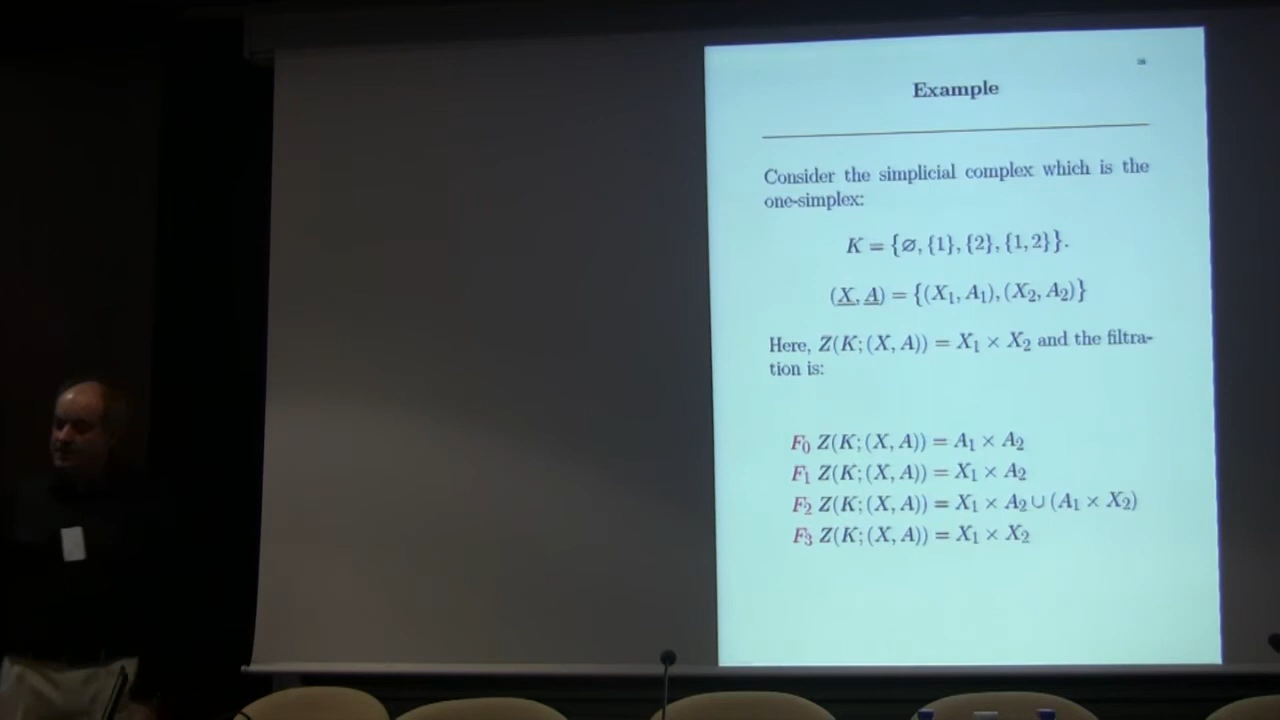 Example
Consider the simplicial complex which is the
one-simplex:
K = {∅, {1}, {2}, {1, 2}}.
(X, A) = {(X₁, A₁), (X₂, A₂)}
Here, Z(K; (X, A)) = X₁ × X₂ and the filtra-
tion is:
F₀ Z(K; (X, A)) = A₁ × A₂
F₁ Z(K; (X, A)) = X₁ × A₂
F₂ Z(K; (X, A)) = X₁ × A₂ ∪ (A₁ × X₂)
F₃ Z(K; (X, A)) = X₁ × X₂